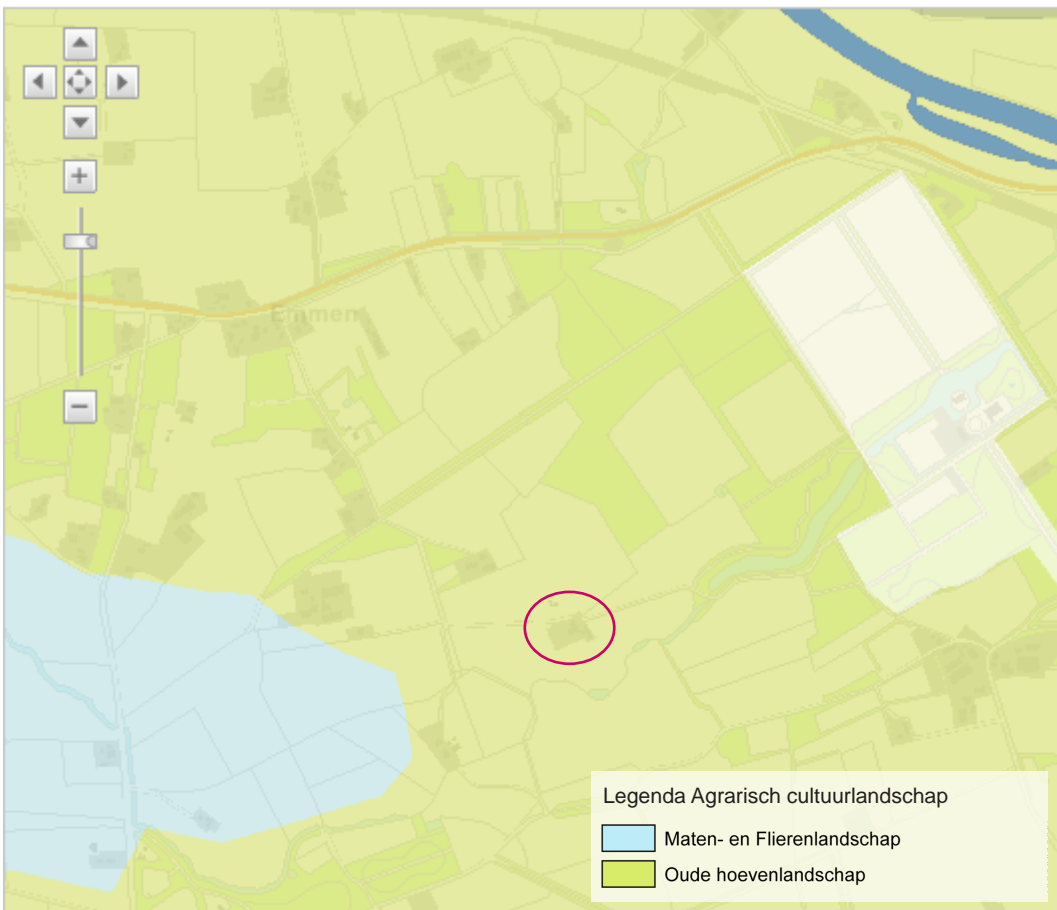 Emmen
Legenda Agrarisch cultuurlandschap
Maten- en Flierenlandschap
Oude hoevenlandschap